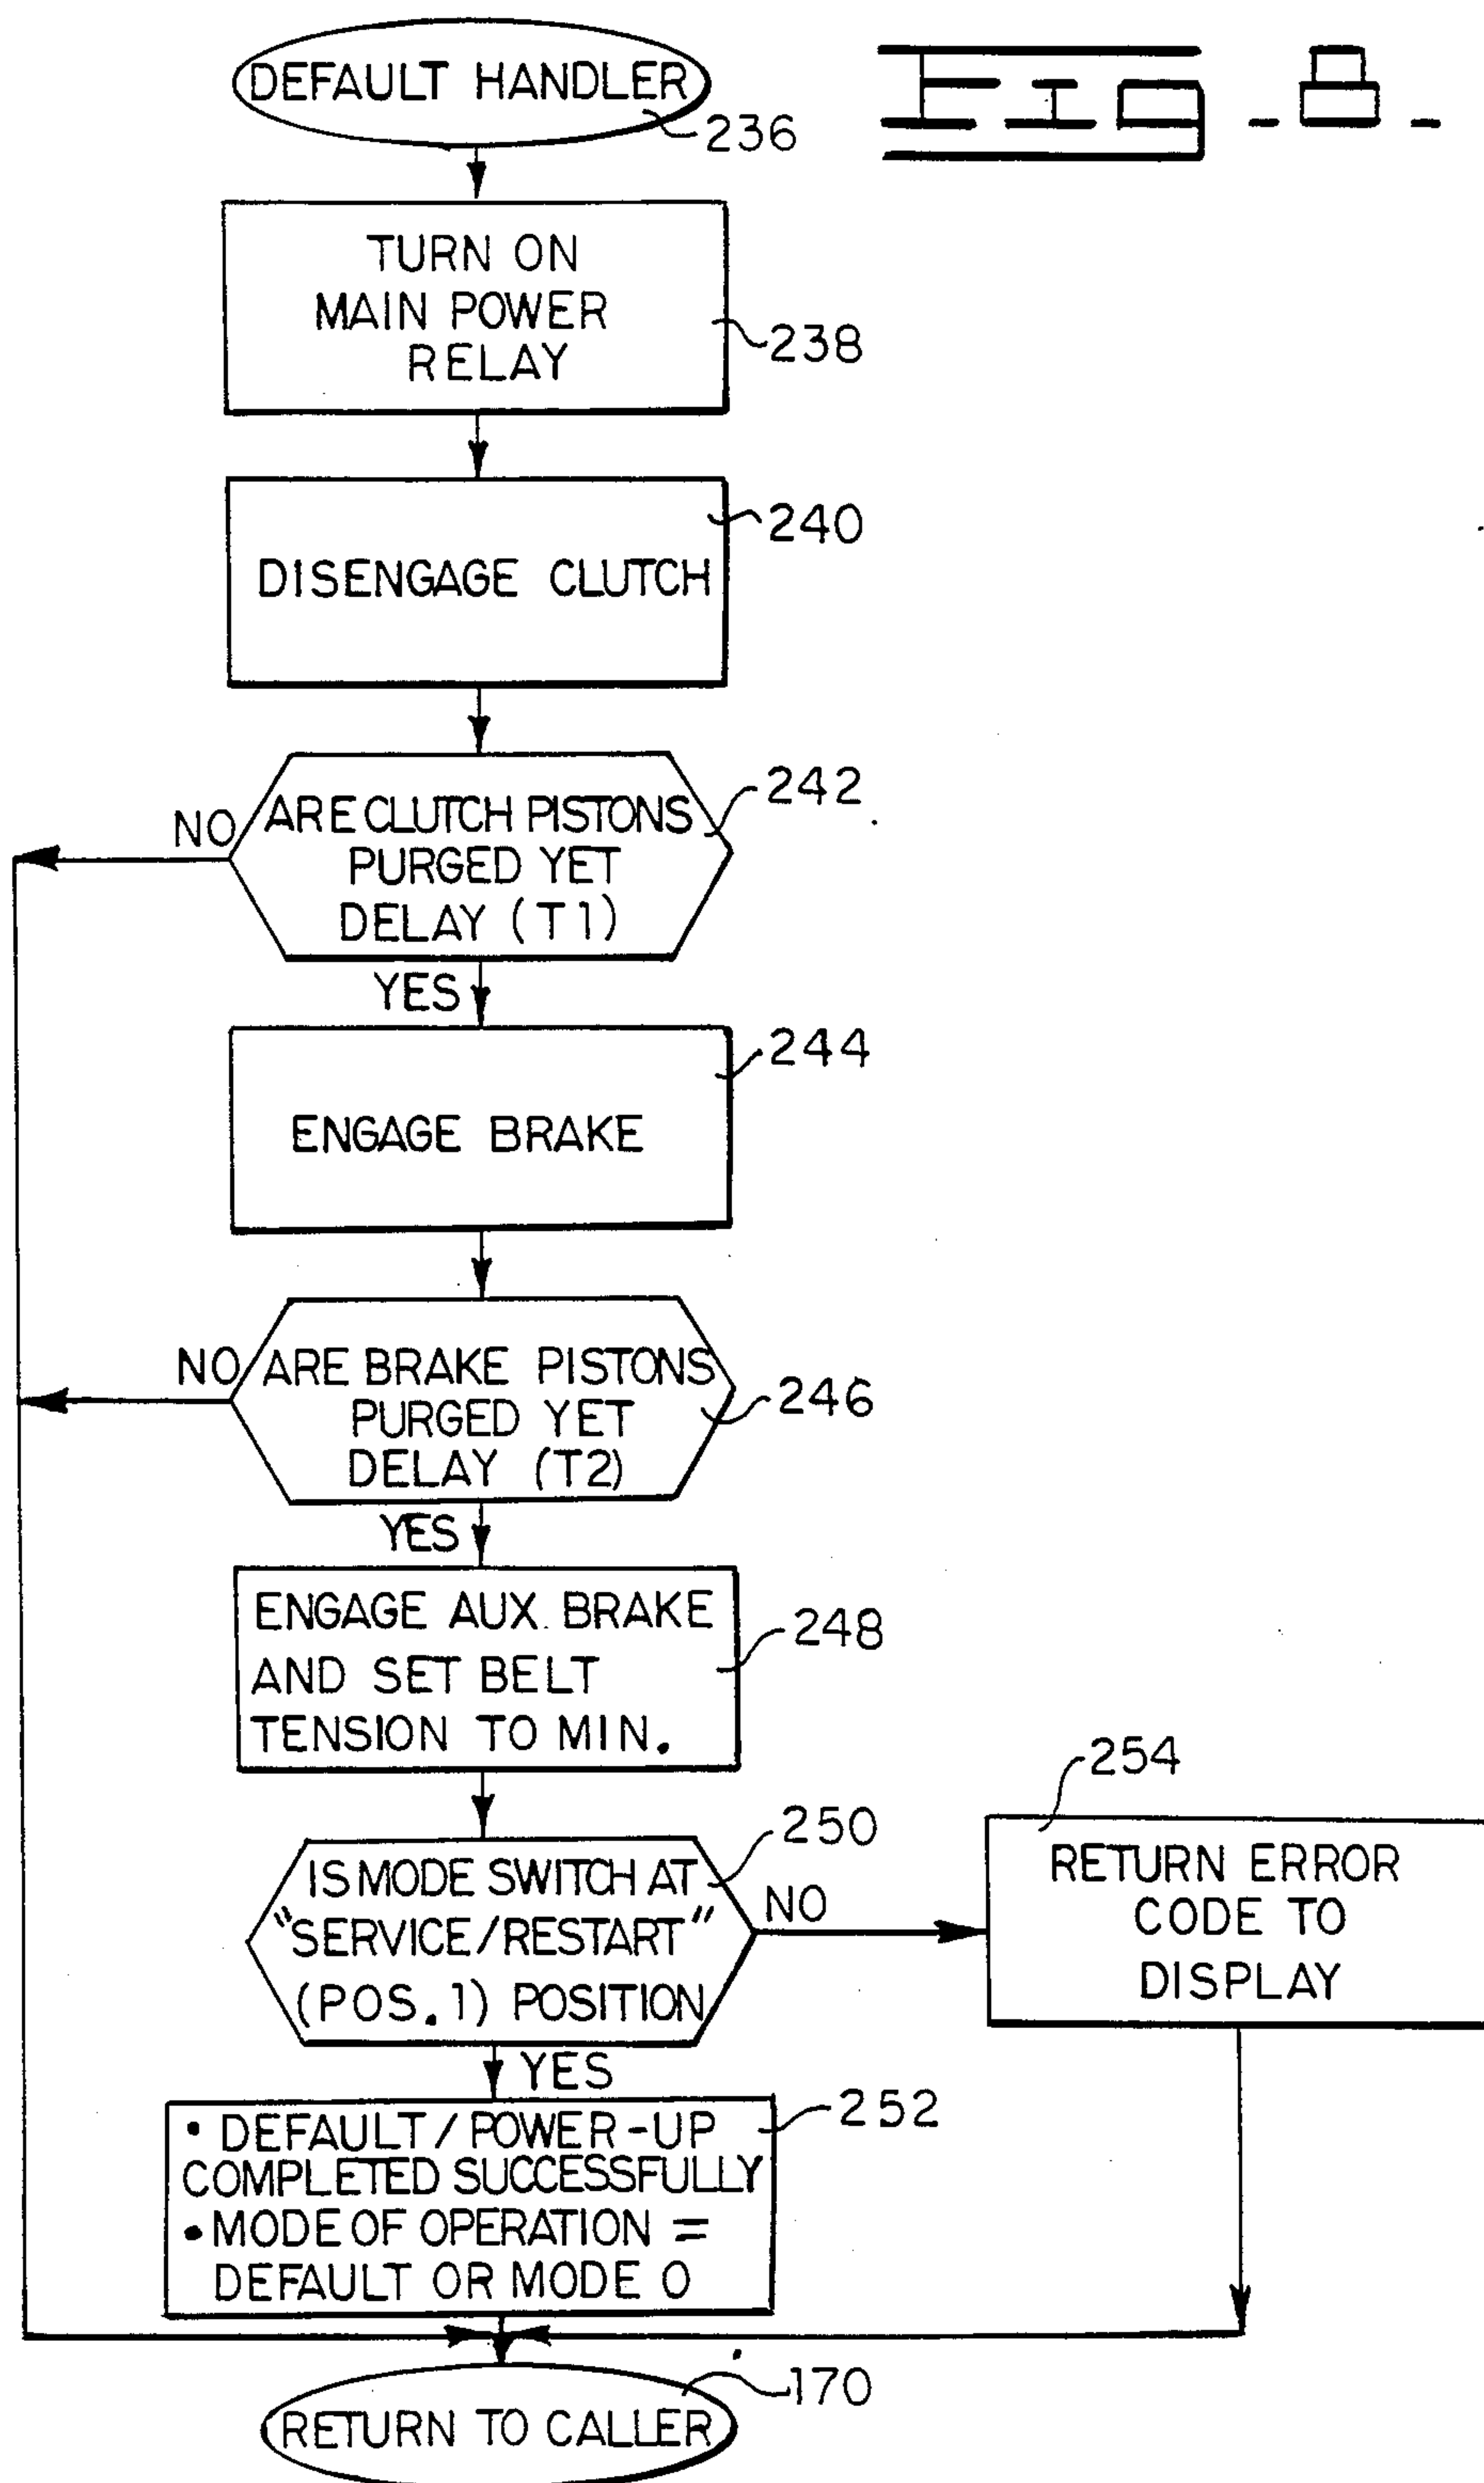 DEFAULT HANDLER
236
TURN ON
MAIN POWER
RELAY
238
DISENGAGE CLUTCH
240
ARE CLUTCH PISTONS
PURGED YET
DELAY (T1)
242
NO
YES
ENGAGE BRAKE
244
ARE BRAKE PISTONS
PURGED YET
DELAY (T2)
246
NO
YES
ENGAGE AUX. BRAKE
AND SET BELT
TENSION TO MIN.
248
IS MODE SWITCH AT
"SERVICE/RESTART"
(POS. 1) POSITION
250
NO
RETURN ERROR
CODE TO
DISPLAY
254
YES
• DEFAULT / POWER-UP
COMPLETED SUCCESSFULLY
• MODE OF OPERATION =
DEFAULT OR MODE 0
252
RETURN TO CALLER
170